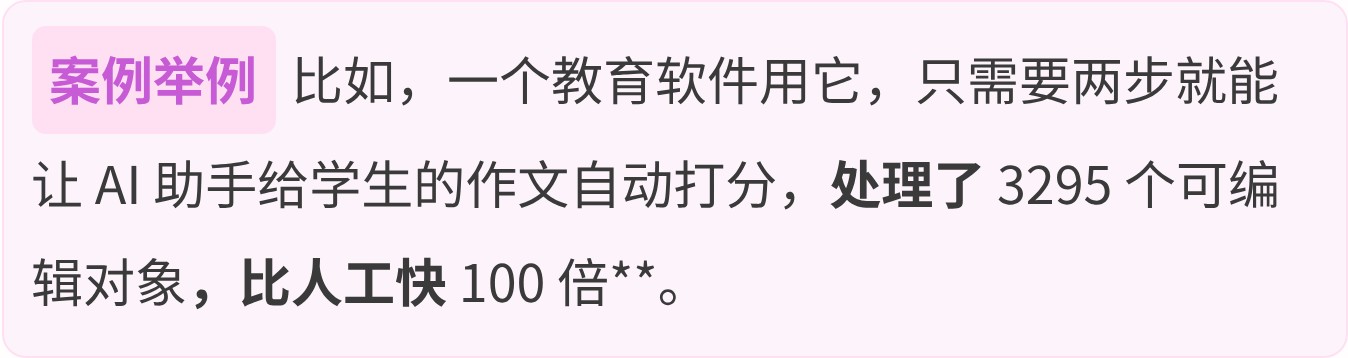 案例举例 比如，一个教育软件用它，只需要两步就能
让 AI 助手给学生的作文自动打分，处理了 3295 个可编
辑对象，比人工快 100 倍**。